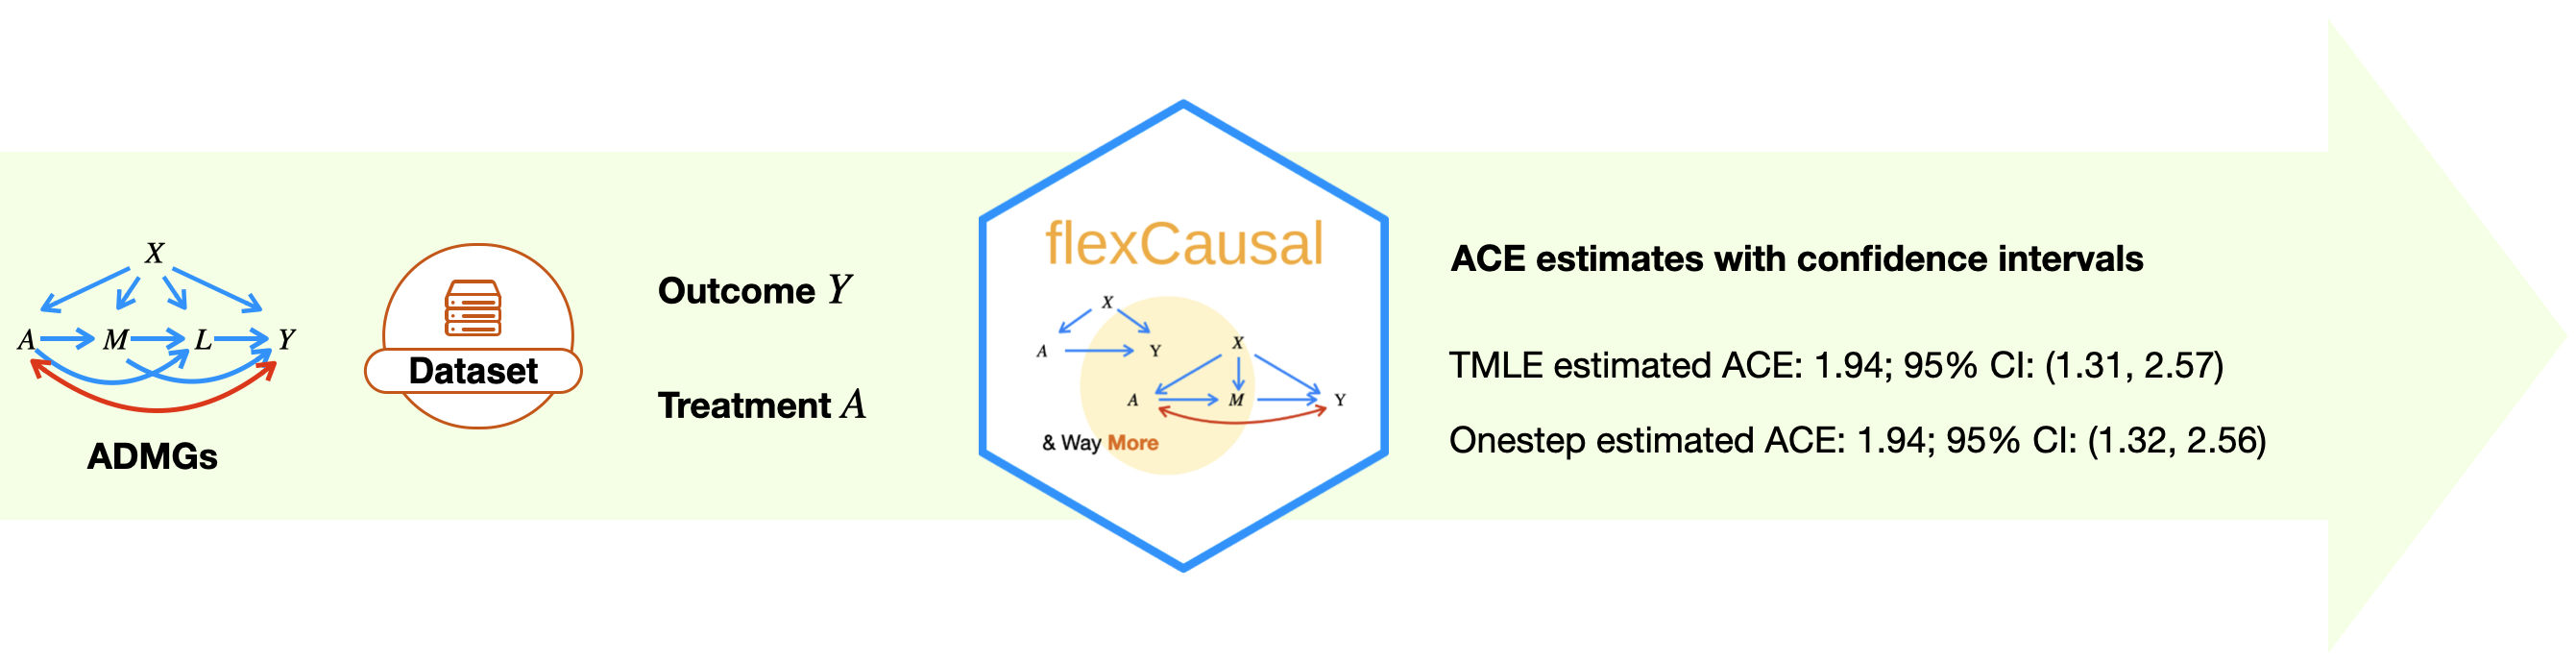 X
A M L Y
ADMGs
Dataset
Outcome Y
Treatment A
flexCausal
X
A Y
X
A M Y
& Way More
ACE estimates with confidence intervals
TMLE estimated ACE: 1.94; 95% CI: (1.31, 2.57)
Onestep estimated ACE: 1.94; 95% CI: (1.32, 2.56)